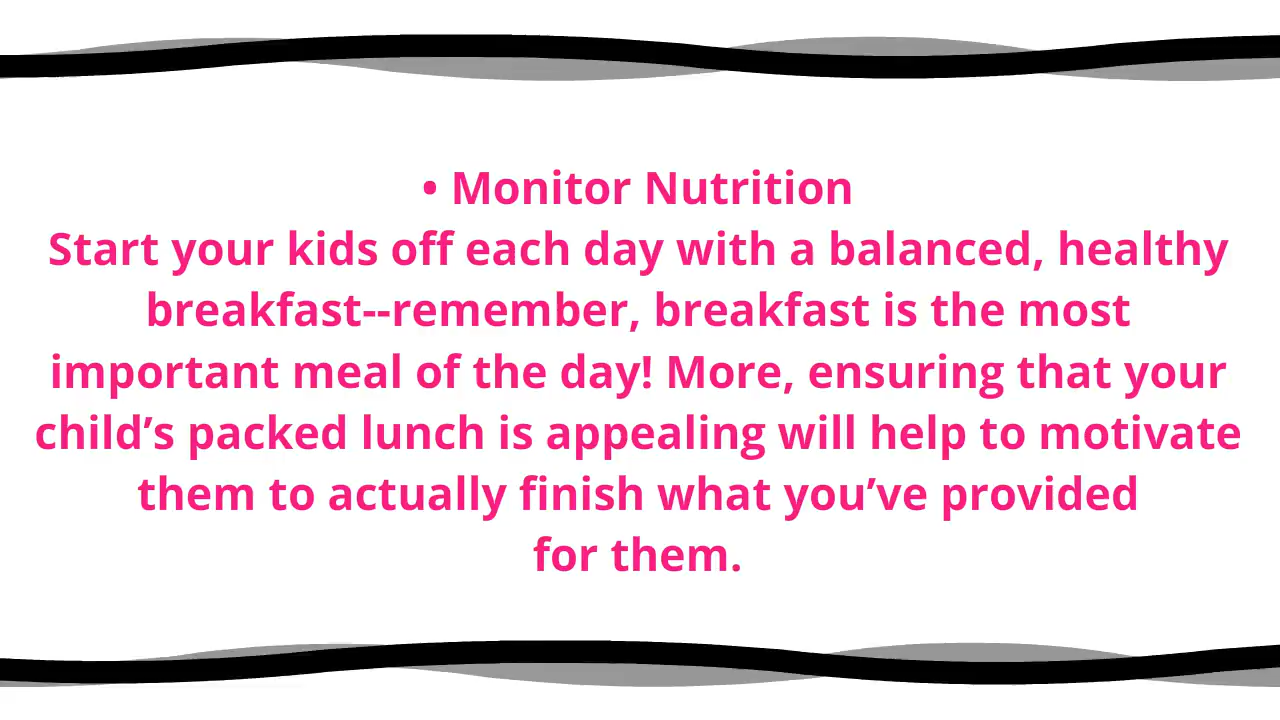 • Monitor Nutrition
Start your kids off each day with a balanced, healthy
breakfast--remember, breakfast is the most
important meal of the day! More, ensuring that your
child’s packed lunch is appealing will help to motivate
them to actually finish what you’ve provided
for them.